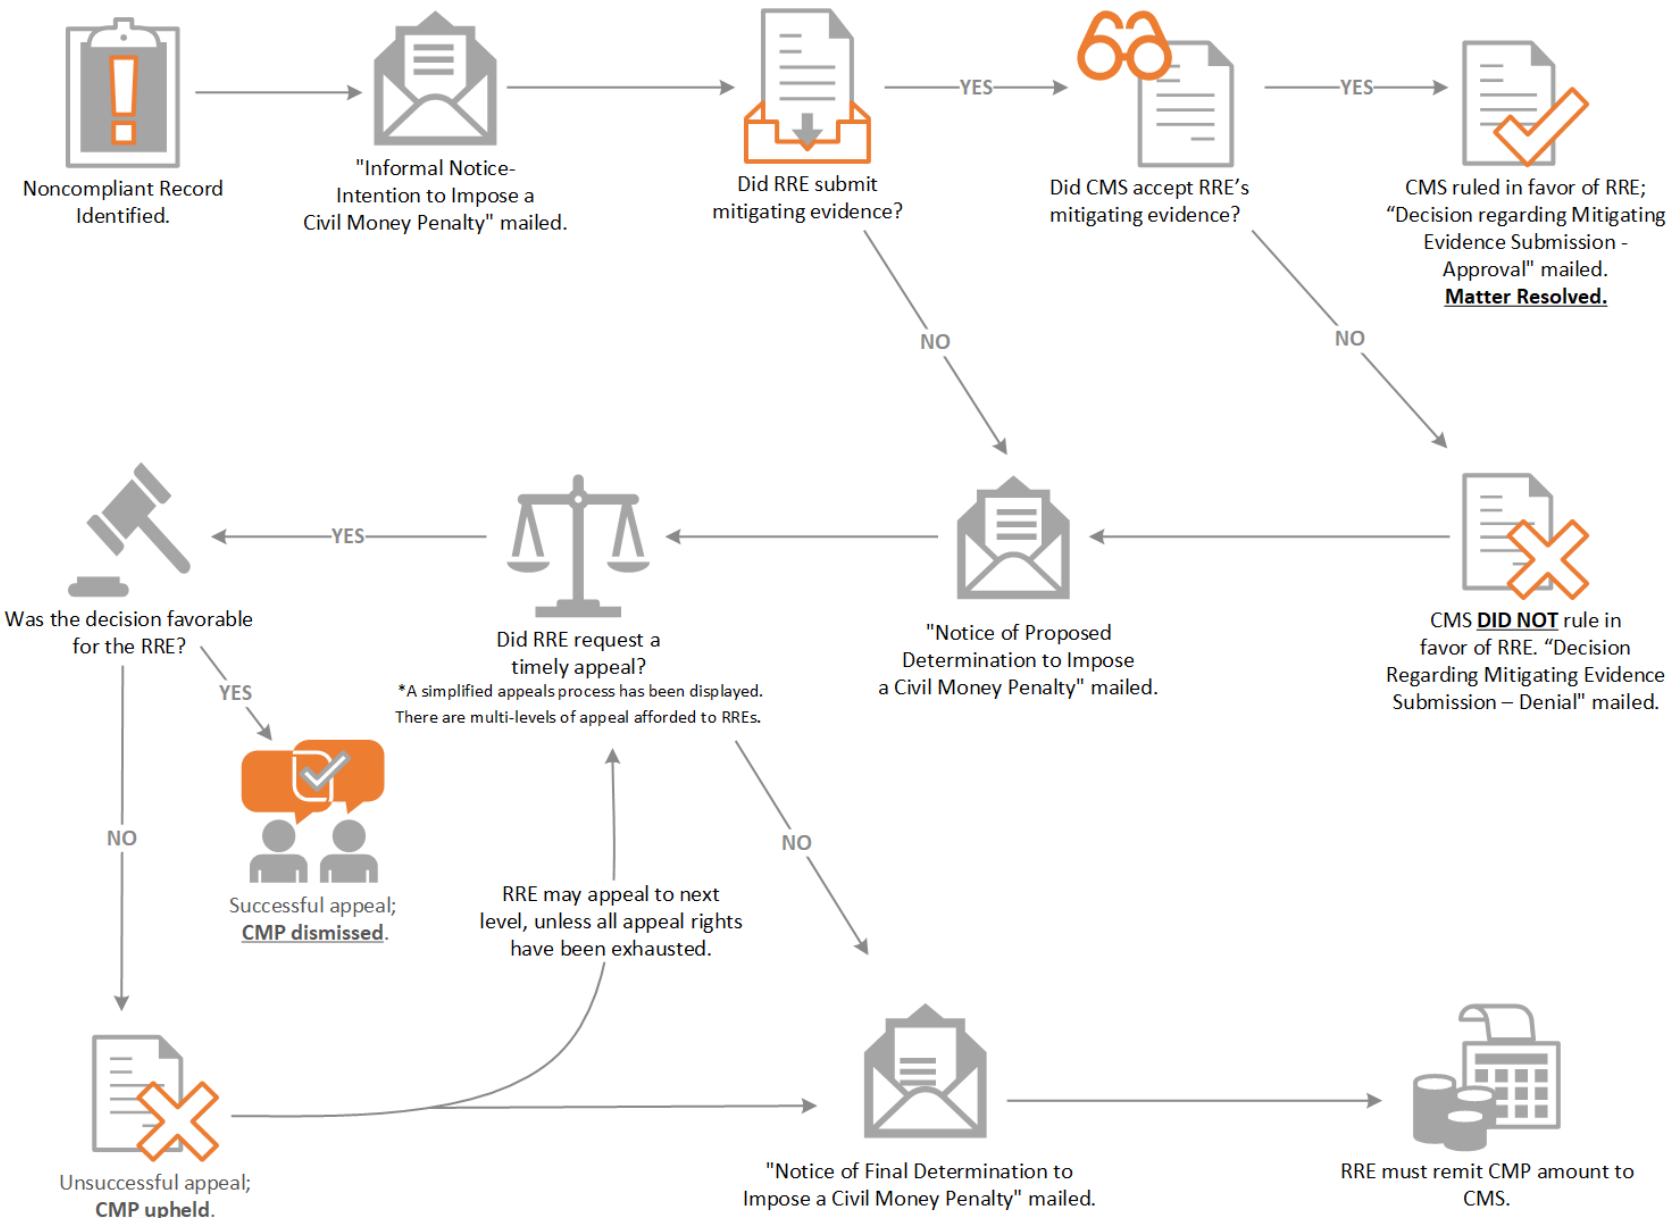 YES
YES
Noncompliant Record
Identified.
"Informal Notice-
Intention to Impose a
Civil Money Penalty" mailed.
Did RRE submit
mitigating evidence?
Did CMS accept RRE’s
mitigating evidence?
CMS ruled in favor of RRE;
“Decision regarding Mitigating
Evidence Submission -
Approval" mailed.
Matter Resolved.
NO
NO
YES
Was the decision favorable
for the RRE?
Did RRE request a
timely appeal?
*A simplified appeals process has been displayed.
There are multi-levels of appeal afforded to RREs.
"Notice of Proposed
Determination to Impose
a Civil Money Penalty" mailed.
CMS DID NOT rule in
favor of RRE. “Decision
Regarding Mitigating Evidence
Submission – Denial" mailed.
YES
NO
NO
Successful appeal;
CMP dismissed.
RRE may appeal to next
level, unless all appeal rights
have been exhausted.
Unsuccessful appeal;
CMP upheld.
"Notice of Final Determination to
Impose a Civil Money Penalty" mailed.
RRE must remit CMP amount to
CMS.